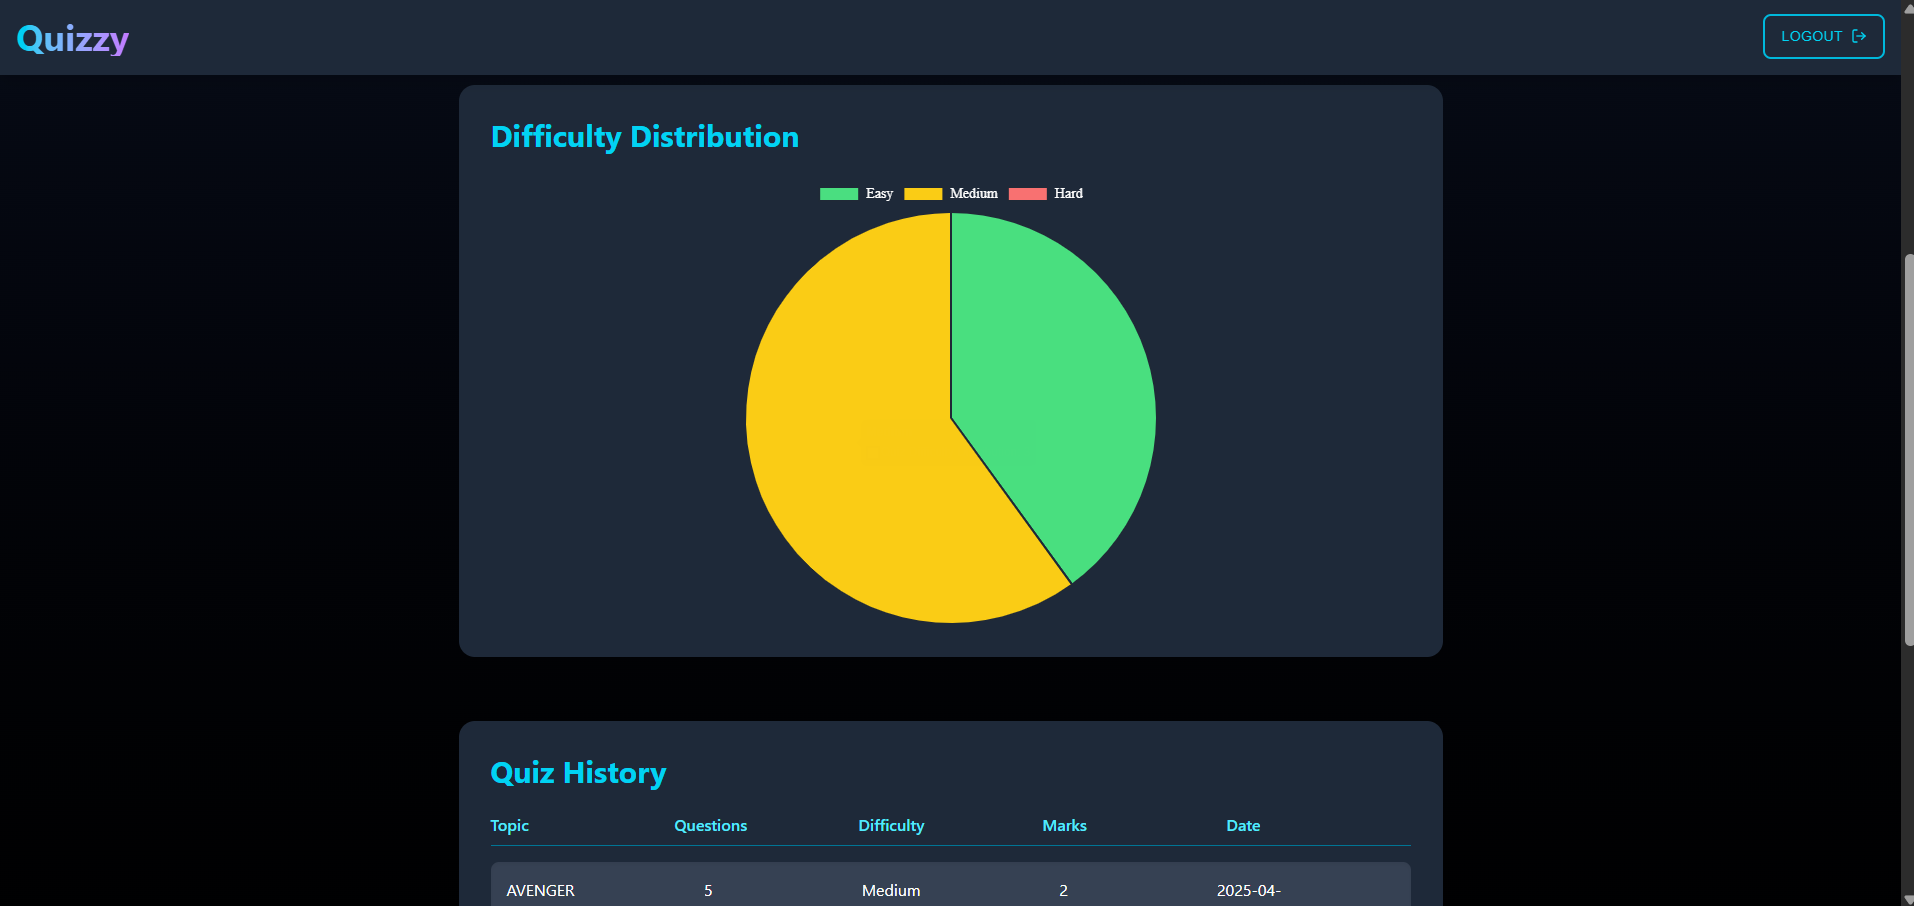 Quizzy
LOGOUT
Difficulty Distribution
Easy Medium Hard
Quiz History
Topic Questions Difficulty Marks Date
AVENGER 5 Medium 2 2025-04-